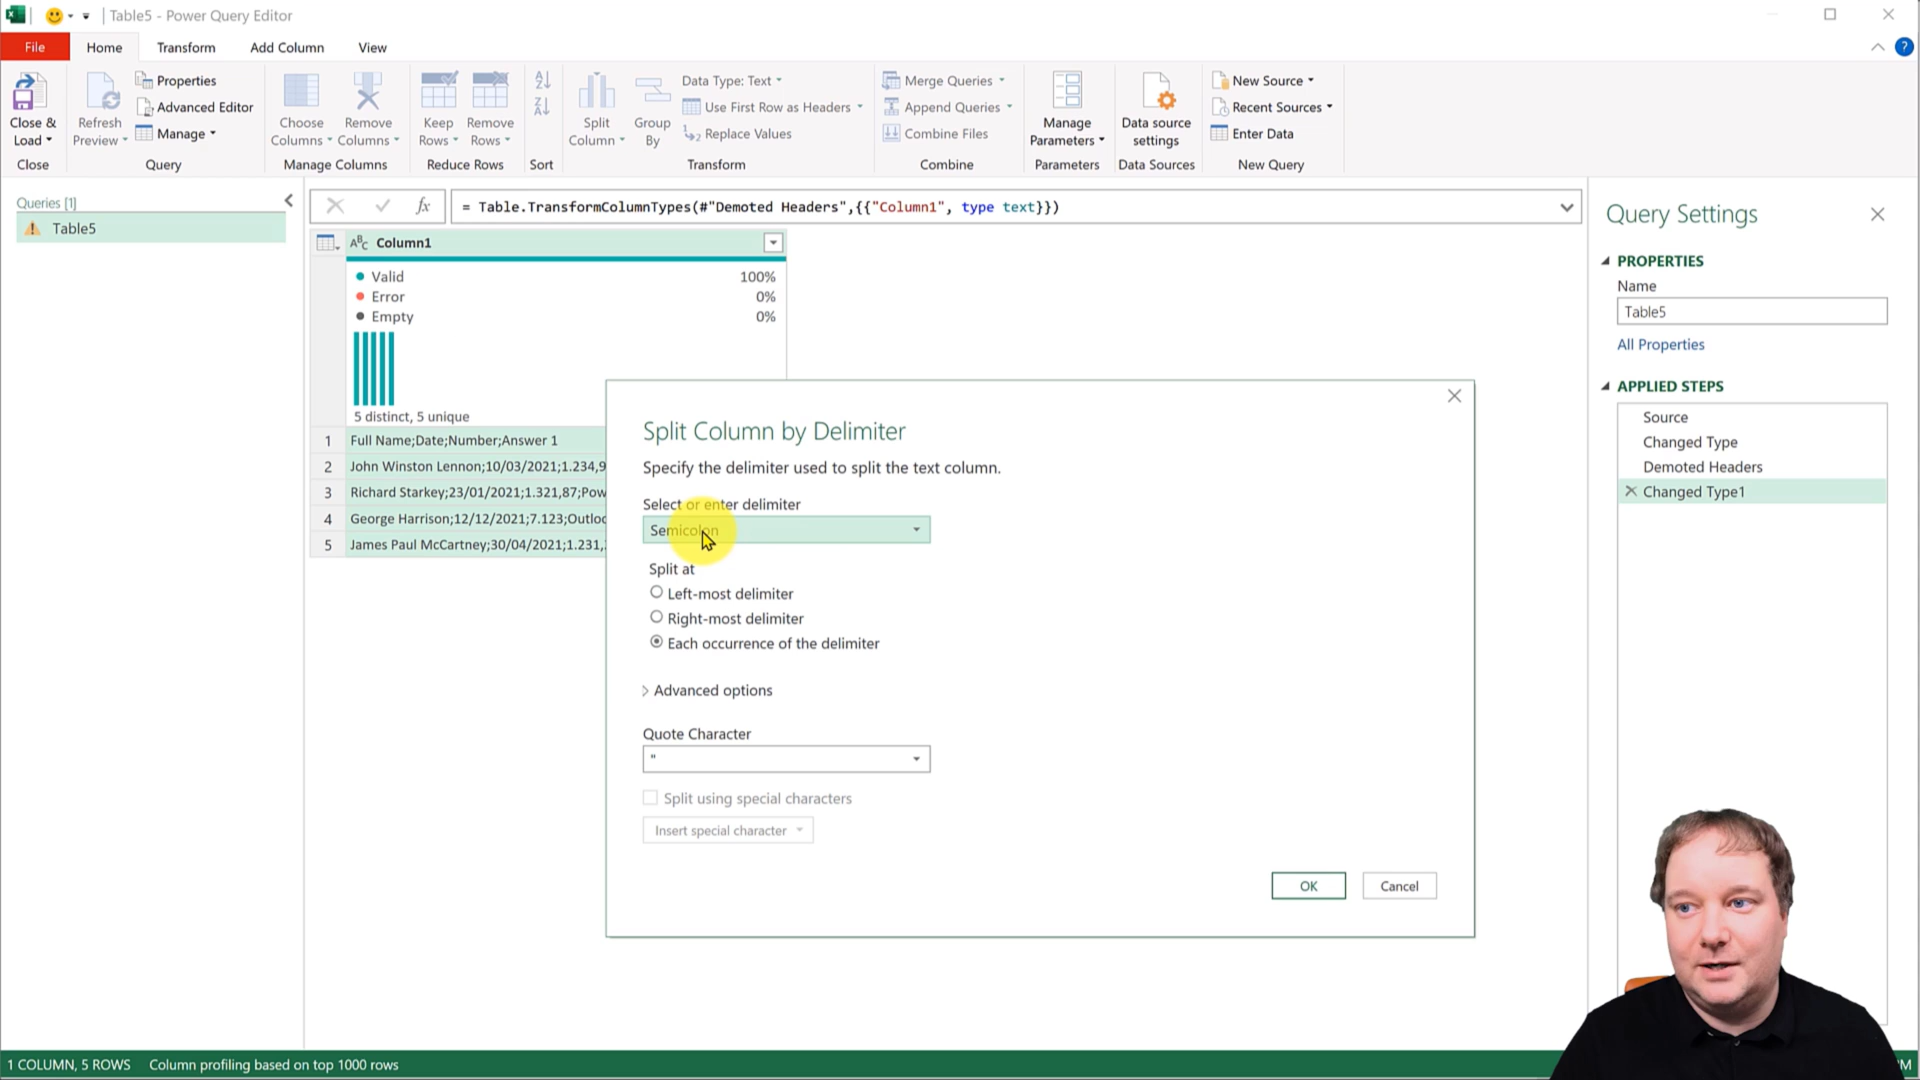 Table5 - Power Query Editor
File Home Transform Add Column View
Close & Load
Close
Refresh Preview
Properties
Advanced Editor
Manage
Query
Choose Columns
Remove Columns
Manage Columns
Keep Rows
Remove Rows
Reduce Rows
Sort
Split Column
Group By
Data Type: Text
Use First Row as Headers
Replace Values
Transform
Merge Queries
Append Queries
Combine Files
Combine
Manage Parameters
Parameters
Data source settings
Data Sources
New Source
Recent Sources
Enter Data
New Query
Queries [1]
Table5
fx
= Table.TransformColumnTypes(#"Demoted Headers",{{"Column1", type text}})
ABC Column1
Valid 100%
Error 0%
Empty 0%
5 distinct, 5 unique
1 Full Name;Date;Number;Answer 1
2 John Winston Lennon;10/03/2021;1.234,9
3 Richard Starkey;23/01/2021;1.321,87;Pow
4 George Harrison;12/12/2021;7.123;Outloo
5 James Paul McCartney;30/04/2021;1.231,
Split Column by Delimiter
Specify the delimiter used to split the text column.
Select or enter delimiter
Semicolon
Split at
Left-most delimiter
Right-most delimiter
Each occurrence of the delimiter
Advanced options
Quote Character
"
Split using special characters
Insert special character
OK Cancel
Query Settings
PROPERTIES
Name
Table5
All Properties
APPLIED STEPS
Source
Changed Type
Demoted Headers
Changed Type1
1 COLUMN, 5 ROWS Column profiling based on top 1000 rows